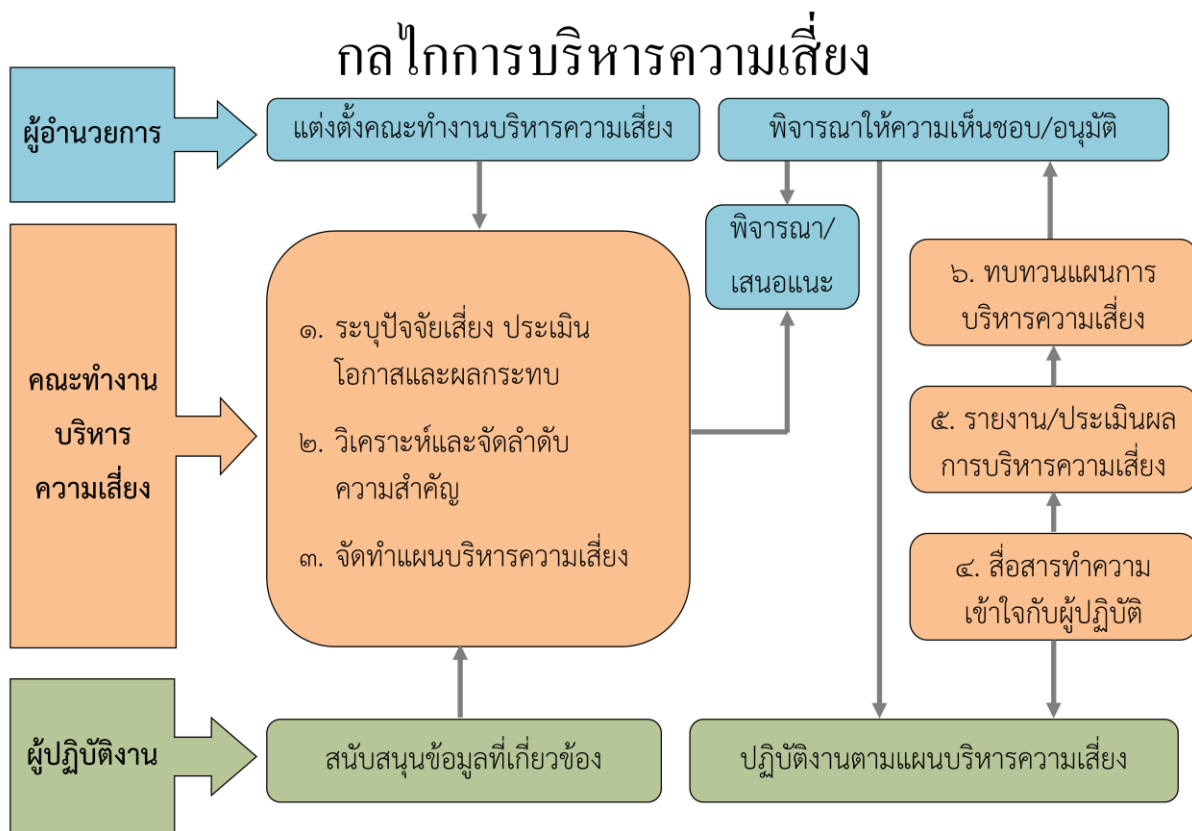 กลไกการบริหารความเสี่ยง
ผู้อำนวยการ
แต่งตั้งคณะทำงานบริหารความเสี่ยง
พิจารณาให้ความเห็นชอบ/อนุมัติ
พิจารณา/
เสนอแนะ
คณะทำงาน
บริหาร
ความเสี่ยง
๑. ระบุปัจจัยเสี่ยง ประเมิน
โอกาสและผลกระทบ
๒. วิเคราะห์และจัดลำดับ
ความสำคัญ
๓. จัดทำแผนบริหารความเสี่ยง
๖. ทบทวนแผนการ
บริหารความเสี่ยง
๕. รายงาน/ประเมินผล
การบริหารความเสี่ยง
๔. สื่อสารทำความ
เข้าใจกับผู้ปฏิบัติ
ผู้ปฏิบัติงาน
สนับสนุนข้อมูลที่เกี่ยวข้อง
ปฏิบัติงานตามแผนบริหารความเสี่ยง